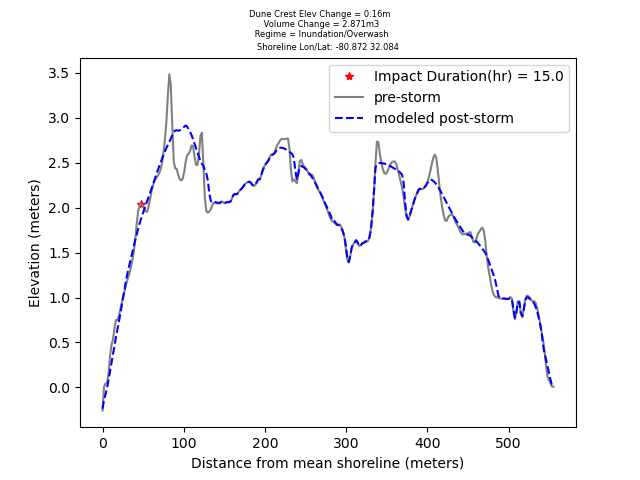 Dune Crest Elev Change = 0.16m
Volume Change = 2.871m3
Regime = Inundation/Overwash
Shoreline Lon/Lat: -80.872 32.084
Impact Duration(hr) = 15.0
pre-storm
modeled post-storm
3.5
3.0
2.5
2.0
1.5
1.0
0.5
0.0
Elevation (meters)
0 100 200 300 400 500
Distance from mean shoreline (meters)